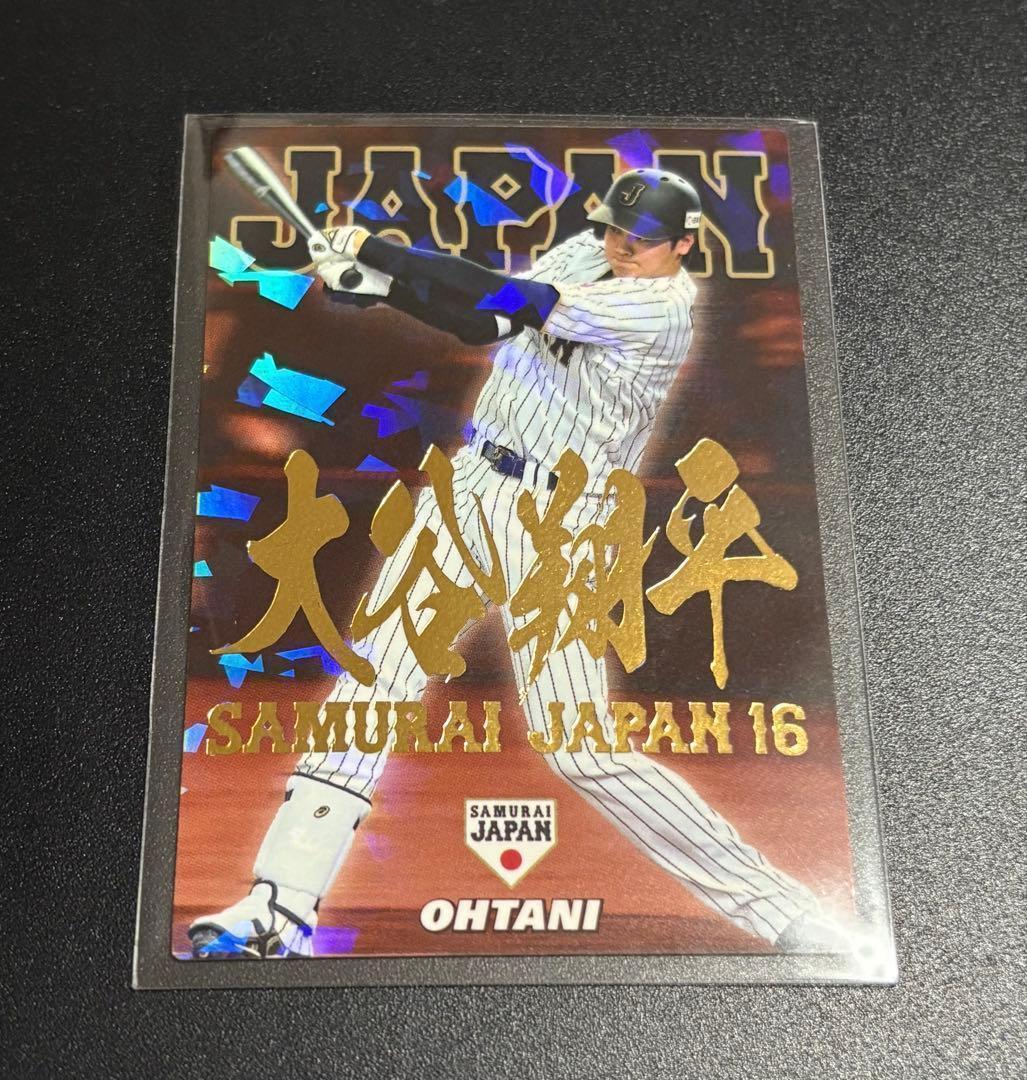 JAPAN
J
大谷翔平
SAMURAI JAPAN 16
SAMURAI
JAPAN
OHTANI